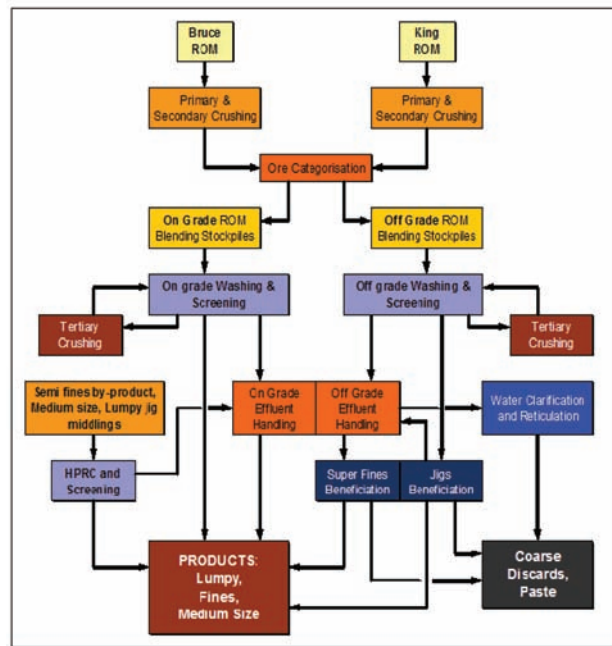 Bruce
ROM
King
ROM
Primary &
Secondary Crushing
Primary &
Secondary Crushing
Ore Categorisation
On Grade ROM
Blending Stockpiles
Off Grade ROM
Blending Stockpiles
On grade Washing &
Screening
Off grade Washing &
Screening
Tertiary
Crushing
Tertiary
Crushing
Semi fines by-product,
Medium size, Lumpy jig
middlings
On Grade
Effluent
Handling
Off Grade
Effluent
Handling
Water Clarification
and Reticulation
HPRC and
Screening
Super Fines
Beneficiation
Jigs
Beneficiation
PRODUCTS:
Lumpy,
Fines,
Medium Size
Coarse
Discards,
Paste